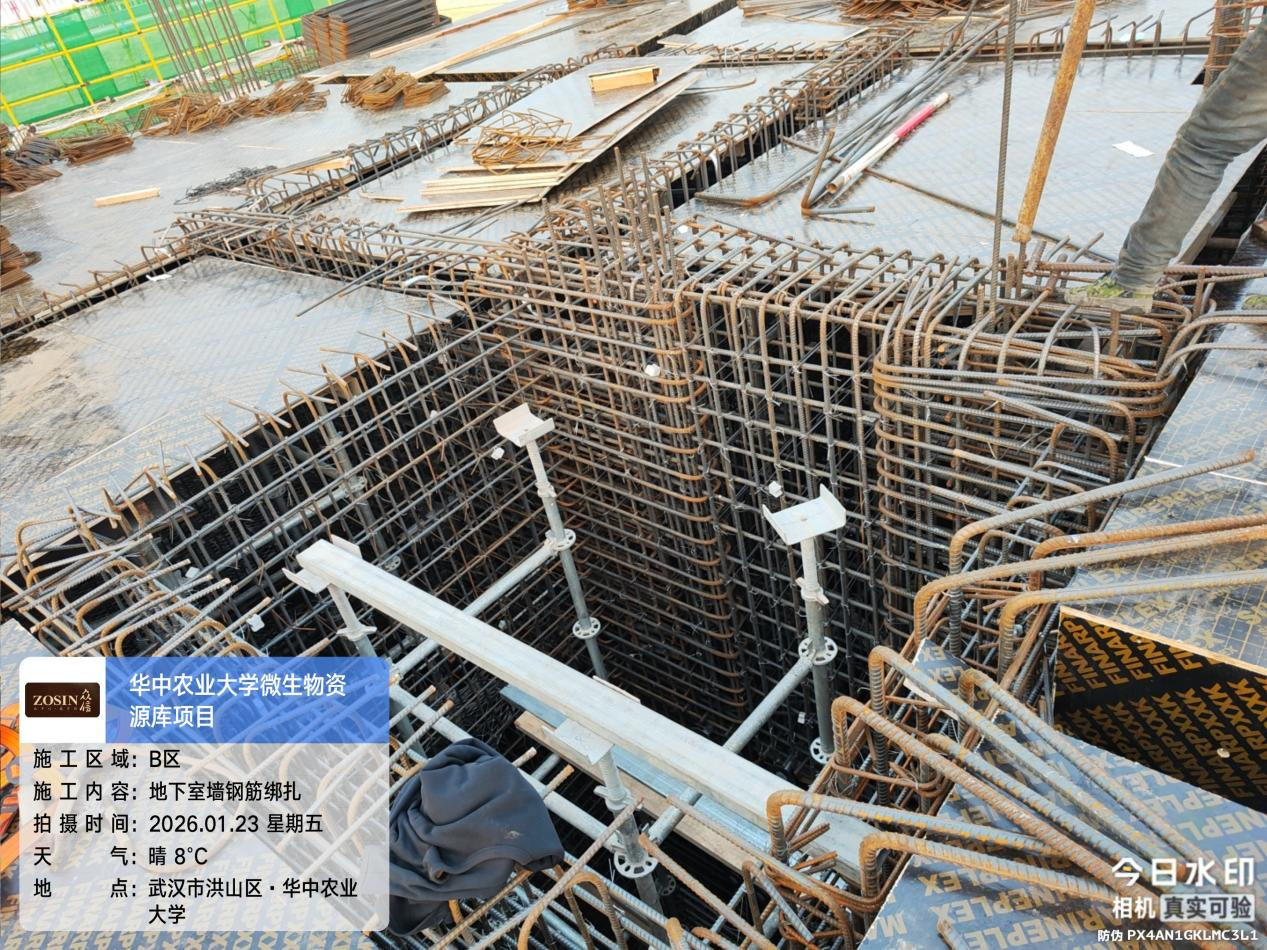 ZOSIN 众信
华中农业大学微生物资
源库项目
施工区域：B区
施工内容：地下室墙钢筋绑扎
拍摄时间：2026.01.23 星期五
天气：晴 8℃
地点：武汉市洪山区·华中农业
大学
FINARP
FINARP
RINEPLEX
今日水印
相机 真实可验
防伪 PX4AN1GKLMC3L1